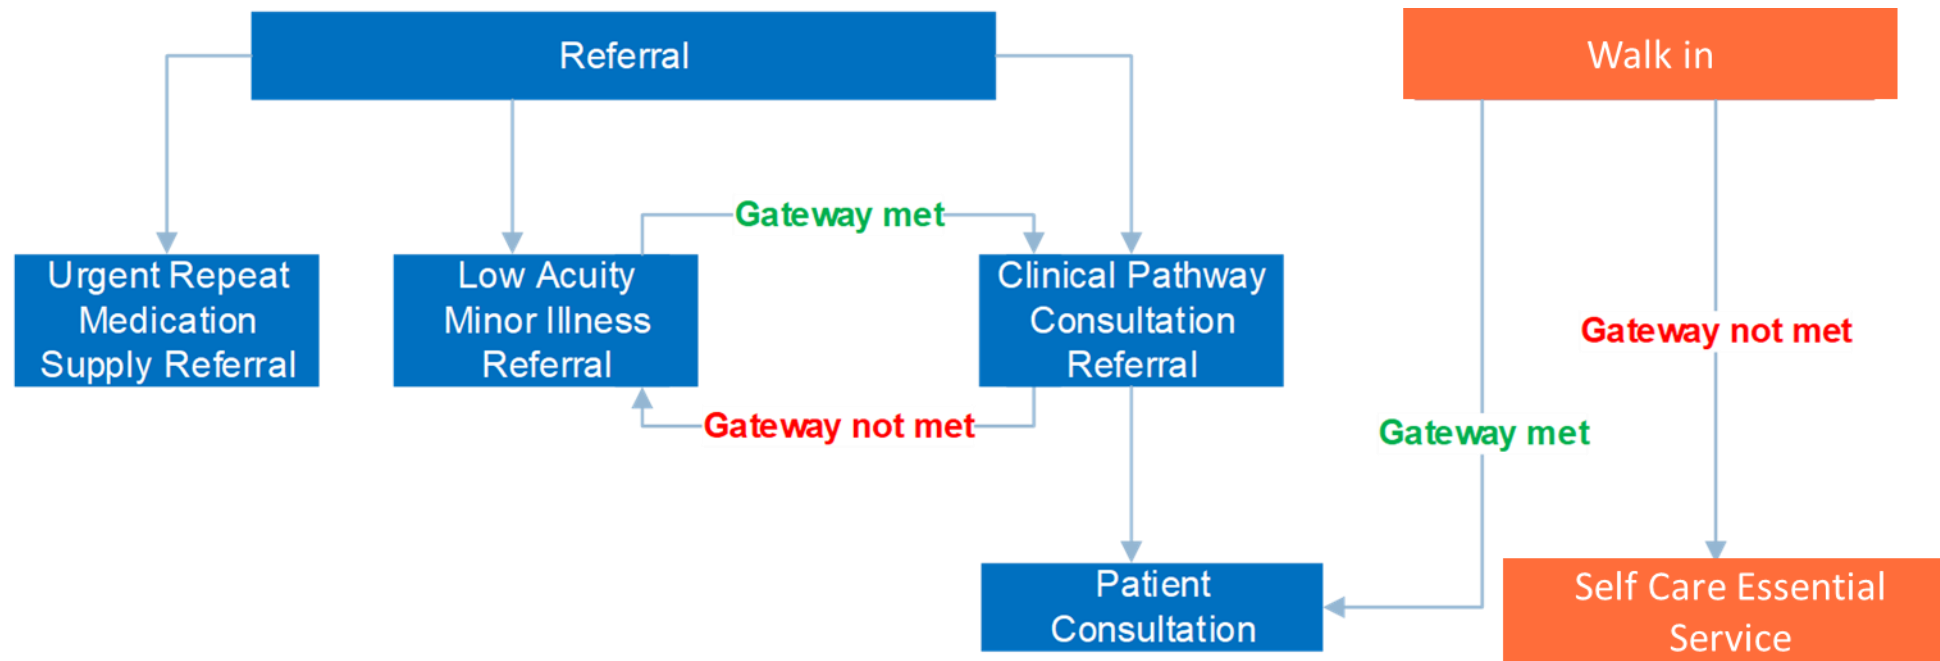 Referral
Walk in
Gateway met
Urgent Repeat
Medication
Supply Referral
Low Acuity
Minor Illness
Referral
Clinical Pathway
Consultation
Referral
Gateway not met
Gateway not met
Gateway met
Patient
Consultation
Self Care Essential
Service